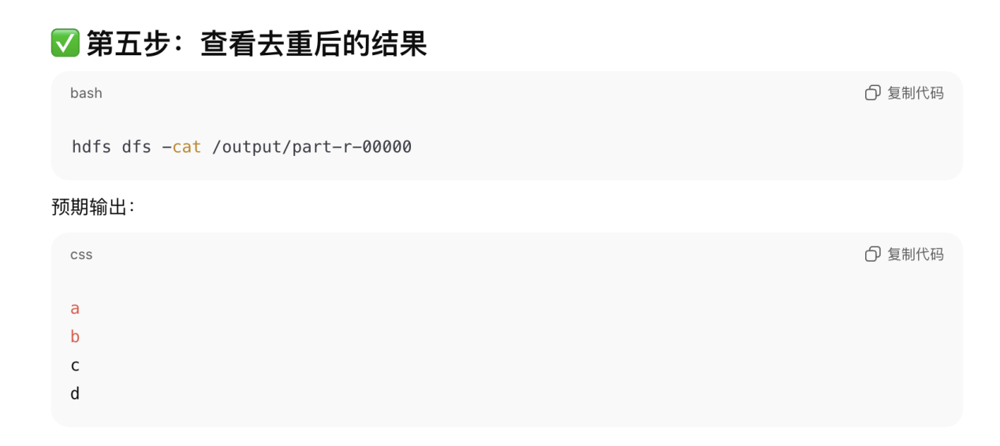 ✅ 第五步：查看去重后的结果
bash
复制代码
hdfs dfs -cat /output/part-r-00000
预期输出：
css
复制代码
a
b
c
d